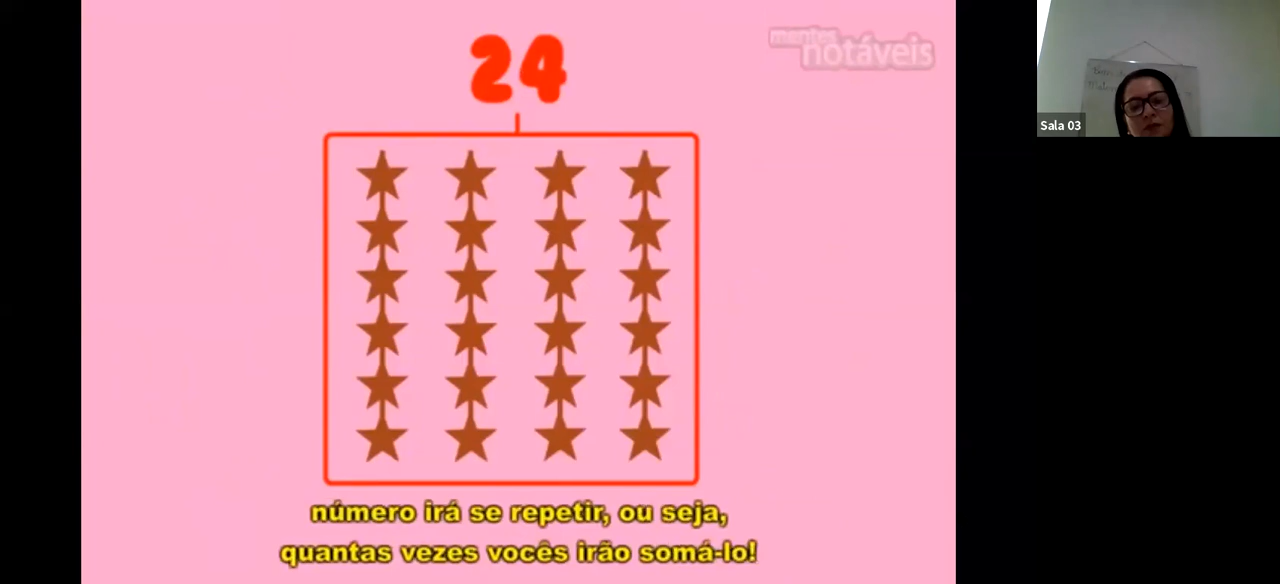 24
mentes
notáveis
Sala 03
número irá se repetir, ou seja,
quantas vezes vocês irão somá-lo!